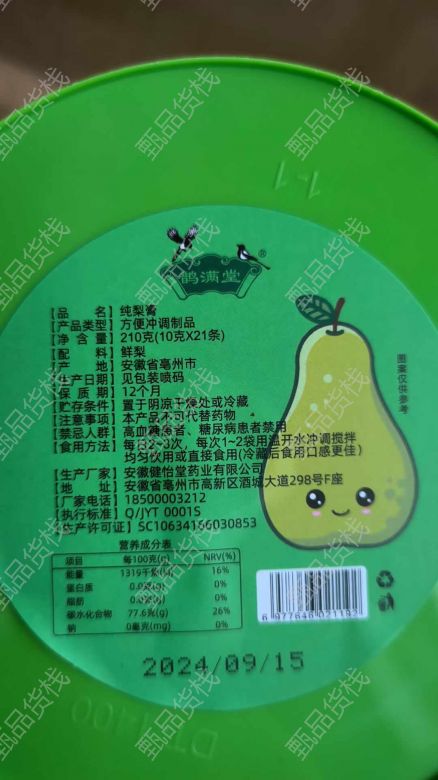 1-1
鹊满堂®
【品名】 纯梨膏
【产品类型】 方便冲调制品
【净含量】 210克(10克X21条)
【配料】 鲜梨
【产地】 安徽省亳州市
【生产日期】 见包装喷码
【保质期】 12个月
【贮存条件】 置于阴凉干燥处或冷藏
【注意事项】 本产品不可代替药物
【禁忌人群】 高血糖患者、糖尿病患者禁用
【食用方法】 每日2~3次，每次1~2袋用温开水冲调搅拌
均匀饮用或直接食用(冷藏后食用口感更佳)
【生产厂家】 安徽健怡堂药业有限公司
【地址】 安徽省亳州市高新区酒城大道298号F座
【厂家电话】 18500003212
【执行标准】 Q/JYT 0001S
【生产许可证】 SC10634166030853
图案仅供参考
营养成分表
项目 每100克(g) NRV(%)
能量 1319千焦(kJ) 16%
蛋白质 0.0克(g) 0%
脂肪 0.0克(g) 0%
碳水化合物 77.6克(g) 26%
钠 0毫克(mg) 0%
2024/09/15
甄品货栈